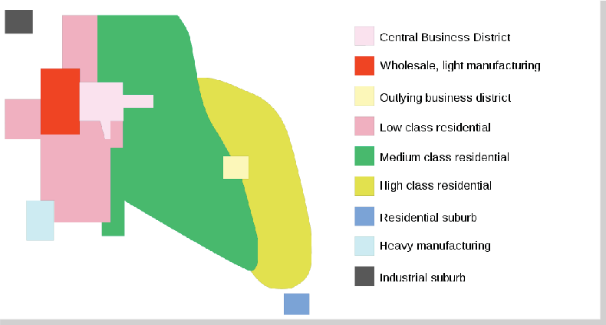 Central Business District
Wholesale, light manufacturing
Outlying business district
Low class residential
Medium class residential
High class residential
Residential suburb
Heavy manufacturing
Industrial suburb